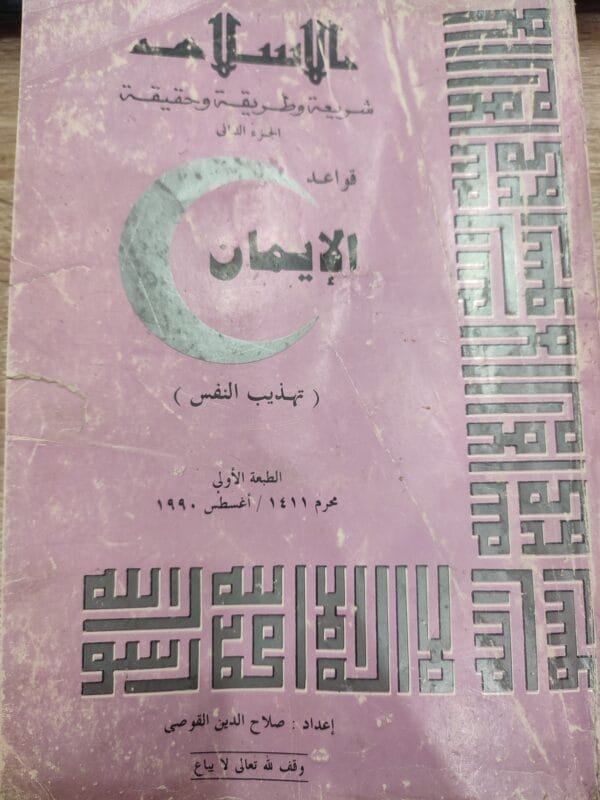 الإسلام
شريعة وطريقة وحقيقة
الجزء الثاني
قواعد
الإيمان
( تهذيب النفس )
الطبعة الأولى
محرم ١٤١١ / أغسطس ١٩٩٠
لا إله إلا الله محمد رسول الله
إعداد : صلاح الدين القوصى
وقف لله تعالى لا يباع